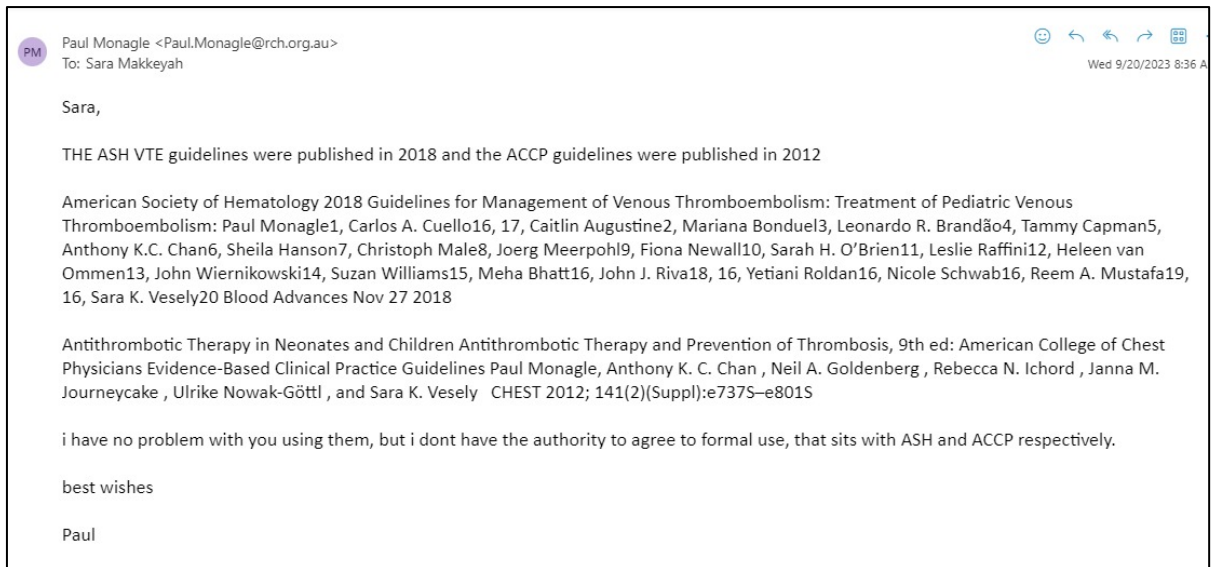 PM
Paul Monagle <Paul.Monagle@rch.org.au>
To: Sara Makkeyah
Wed 9/20/2023 8:36 A
Sara,
THE ASH VTE guidelines were published in 2018 and the ACCP guidelines were published in 2012
American Society of Hematology 2018 Guidelines for Management of Venous Thromboembolism: Treatment of Pediatric Venous
Thromboembolism: Paul Monagle1, Carlos A. Cuello16, 17, Caitlin Augustine2, Mariana Bonduel3, Leonardo R. Brandão4, Tammy Capman5,
Anthony K.C. Chan6, Sheila Hanson7, Christoph Male8, Joerg Meerpohl9, Fiona Newall10, Sarah H. O’Brien11, Leslie Raffini12, Heleen van
Ommen13, John Wiernikowski14, Suzan Williams15, Meha Bhatt16, John J. Riva18, 16, Yetiani Roldan16, Nicole Schwab16, Reem A. Mustafa19,
16, Sara K. Vesely20 Blood Advances Nov 27 2018
Antithrombotic Therapy in Neonates and Children Antithrombotic Therapy and Prevention of Thrombosis, 9th ed: American College of Chest
Physicians Evidence-Based Clinical Practice Guidelines Paul Monagle, Anthony K. C. Chan , Neil A. Goldenberg , Rebecca N. Ichord , Janna M.
Journeycake , Ulrike Nowak-Göttl , and Sara K. Vesely   CHEST 2012; 141(2)(Suppl):e737S–e801S
i have no problem with you using them, but i dont have the authority to agree to formal use, that sits with ASH and ACCP respectively.
best wishes
Paul